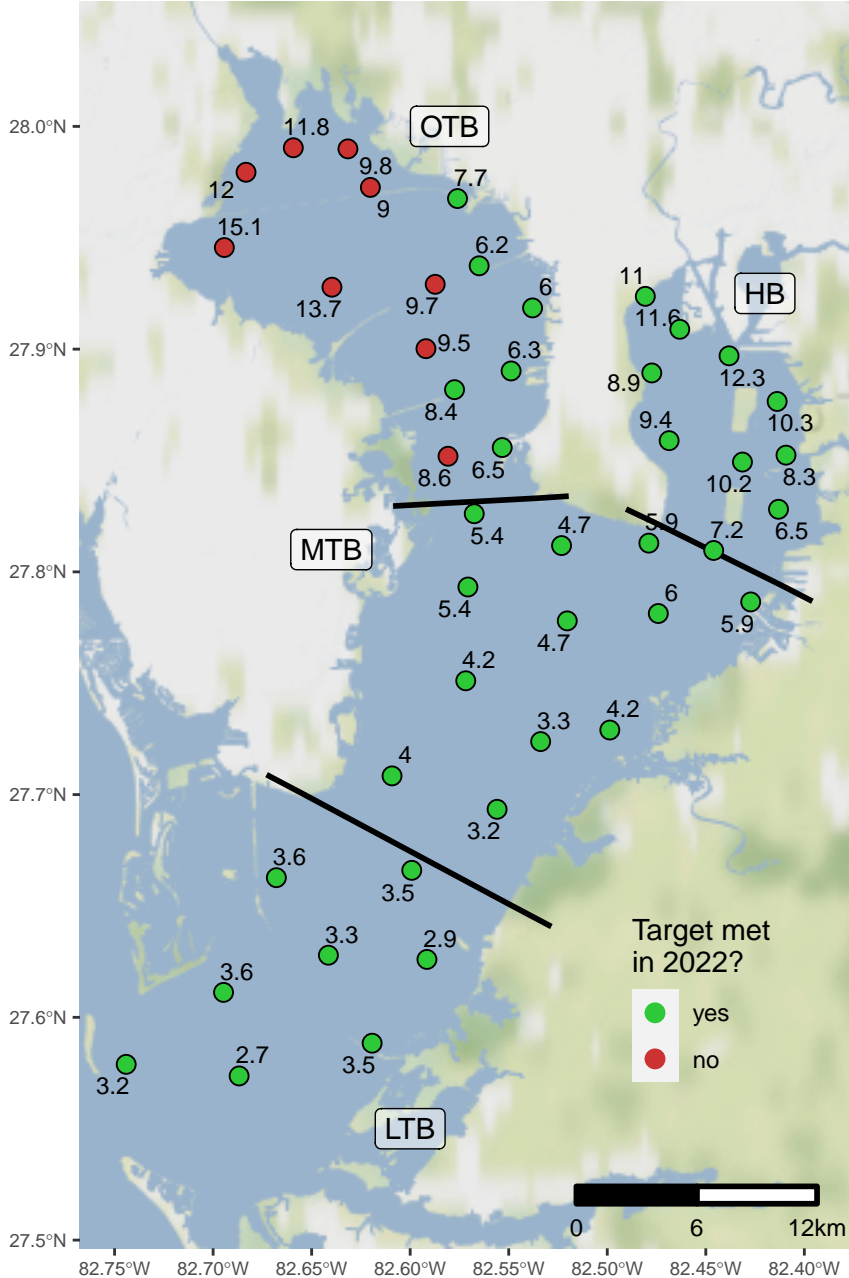 28.0°N
27.9°N
27.8°N
27.7°N
27.6°N
27.5°N
11.8
OTB
9.8
7.7
12
9
15.1
6.2
13.7
9.7
6
11
HB
11.6
9.5
6.3
12.3
8.9
8.4
10.3
9.4
8.6
6.5
10.2
8.3
MTB
5.4
4.7
5.9
7.2
6.5
5.4
4.7
6
5.9
4.2
3.3
4.2
4
3.2
3.6
3.5
3.3
2.9
3.6
3.2
2.7
3.5
LTB
Target met
in 2022?
yes
no
0 6 12km
82.75°W 82.70°W 82.65°W 82.60°W 82.55°W 82.50°W 82.45°W 82.40°W